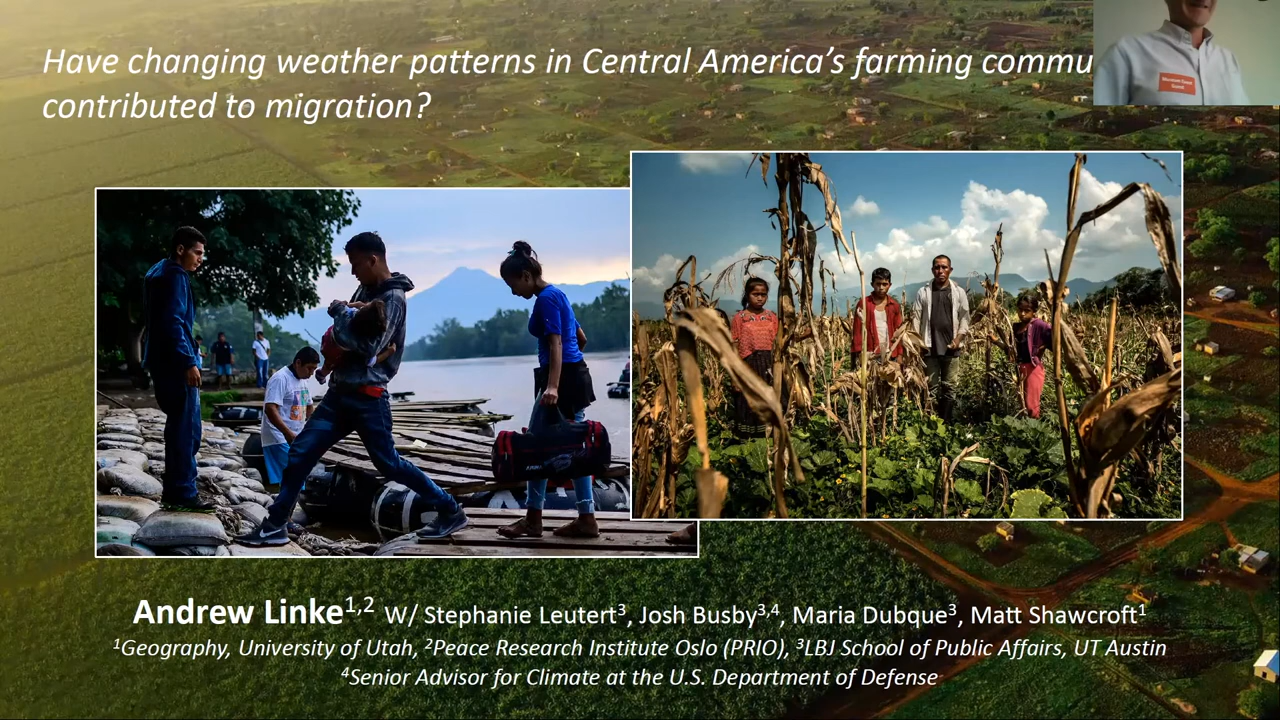 Have changing weather patterns in Central America's farming commu
contributed to migration?
Andrew Linke1,2 W/ Stephanie Leutert3, Josh Busby3,4, Maria Dubque3, Matt Shawcroft1
1Geography, University of Utah, 2Peace Research Institute Oslo (PRIO), 3LBJ School of Public Affairs, UT Austin
4Senior Advisor for Climate at the U.S. Department of Defense